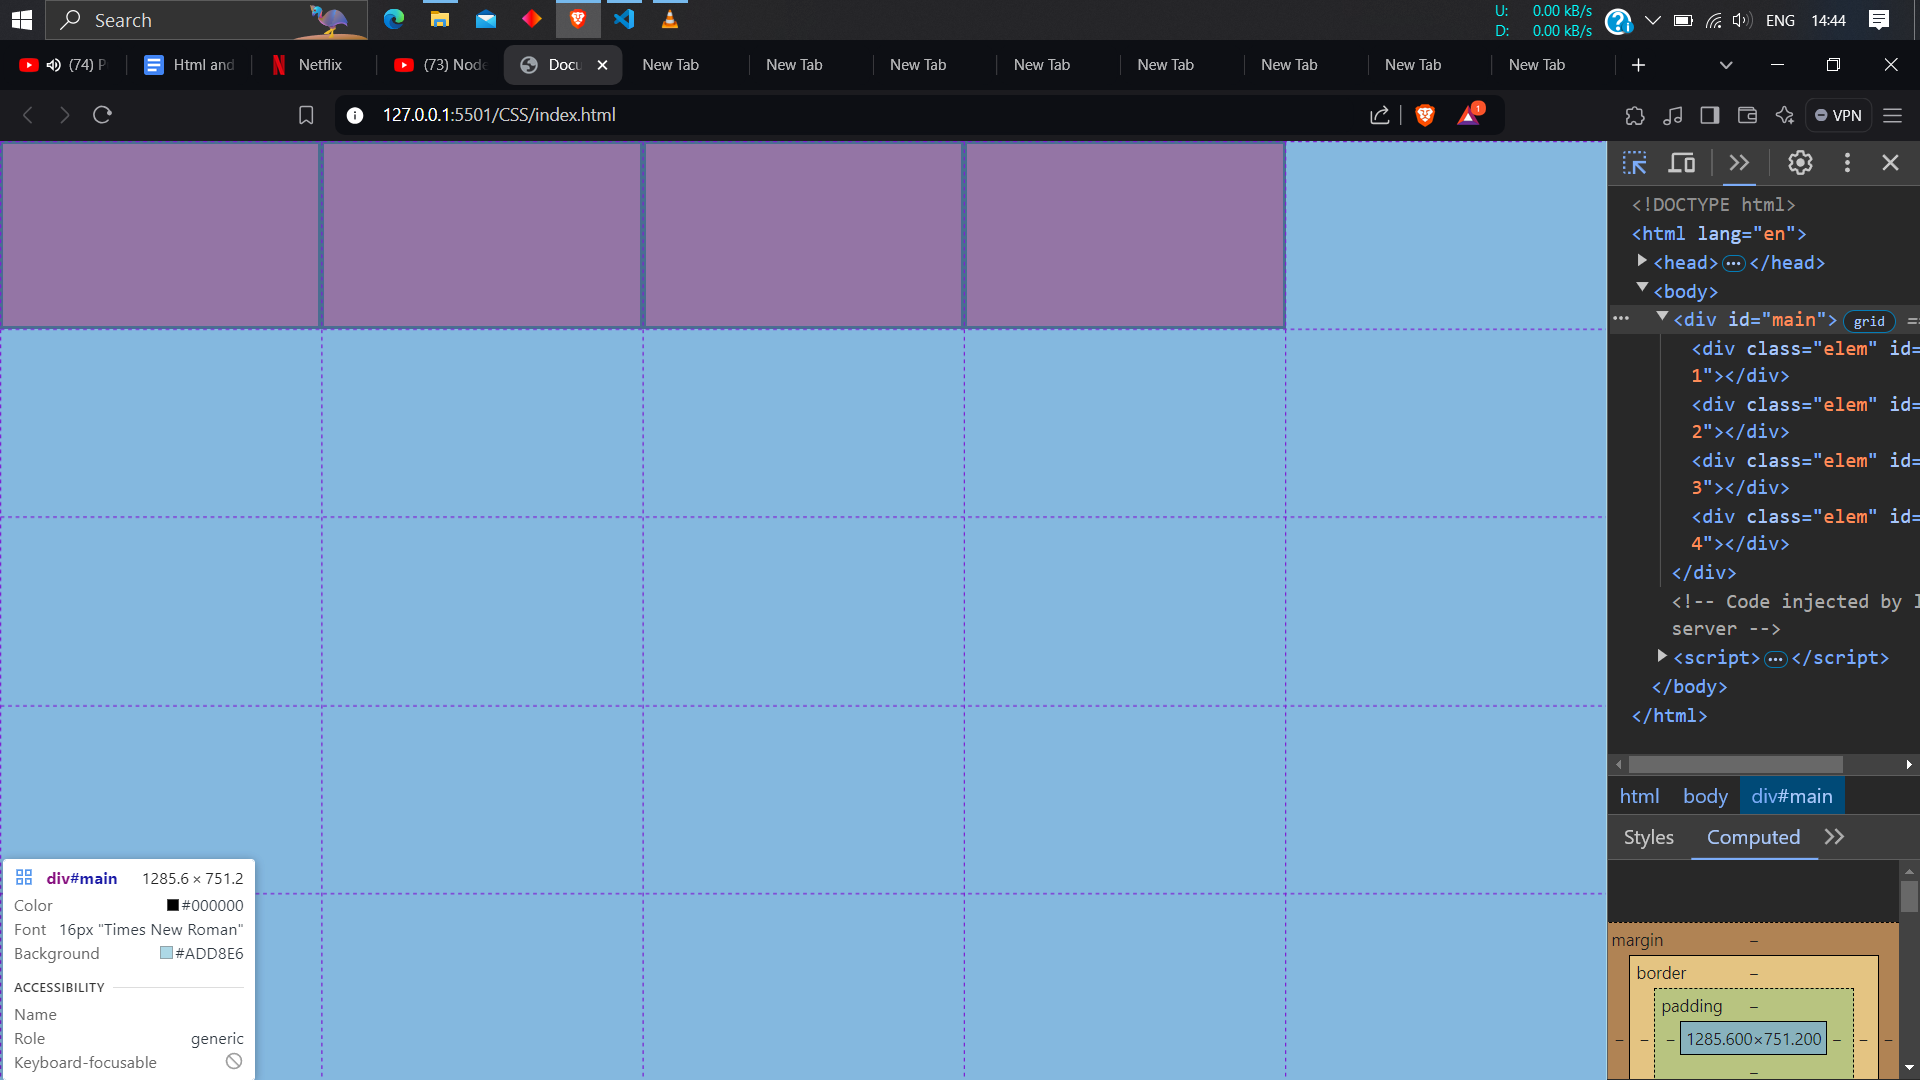 Search
U: 0.00 kB/s
D: 0.00 kB/s
ENG
14:44
(74) P
Html and
Netflix
(73) Node
Docu
New Tab
New Tab
New Tab
New Tab
New Tab
New Tab
New Tab
New Tab
127.0.0.1:5501/CSS/index.html
1
VPN
<!DOCTYPE html>
<html lang="en">
<head>…</head>
<body>
<div id="main"> grid ==
<div class="elem" id=
1"></div>
<div class="elem" id=
2"></div>
<div class="elem" id=
3"></div>
<div class="elem" id=
4"></div>
</div>
<!-- Code injected by
server -->
<script>…</script>
</body>
</html>
html body div#main
Styles Computed
margin –
border –
padding –
– – – 1285.600×751.200 – – –
–
div#main 1285.6 × 751.2
Color #000000
Font 16px "Times New Roman"
Background #ADD8E6
ACCESSIBILITY
Name
Role generic
Keyboard-focusable